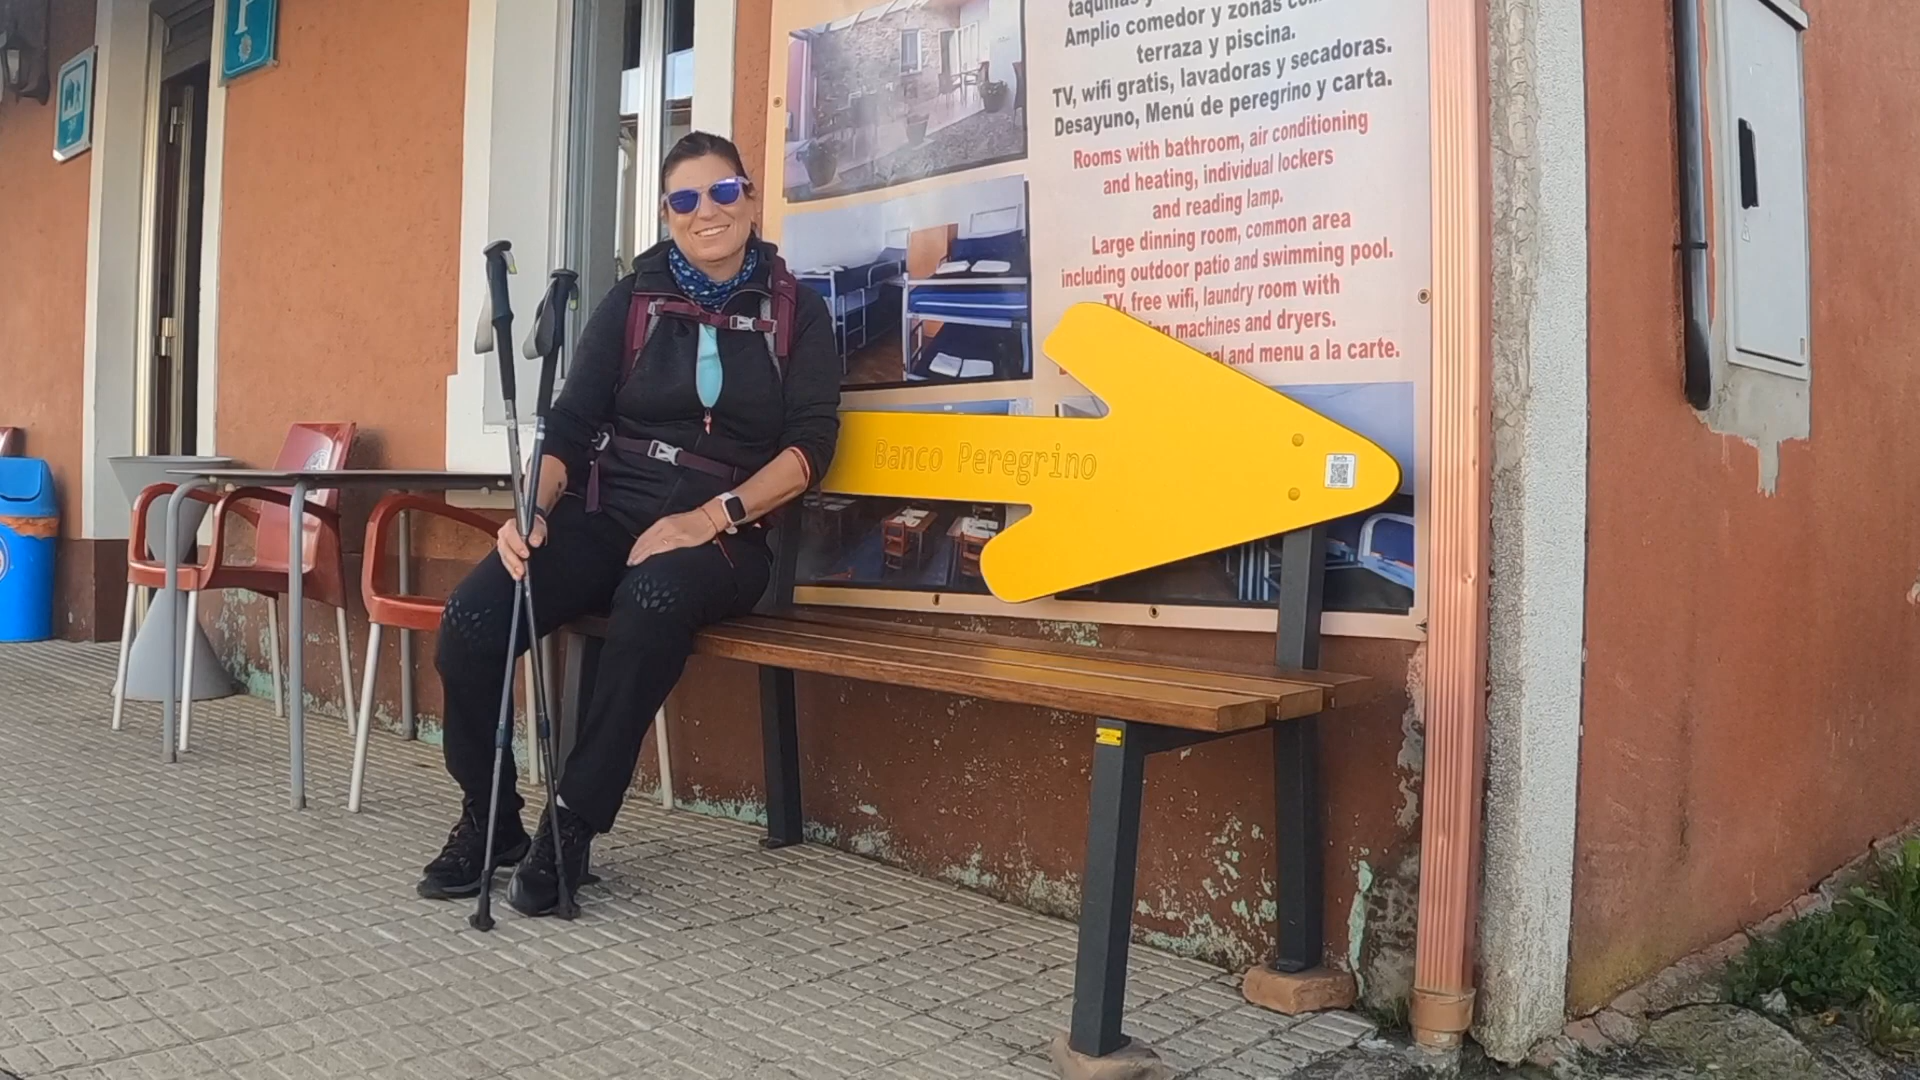 taquillas y
Amplio comedor y zonas
terraza y piscina.
TV, wifi gratis, lavadoras y secadoras.
Desayuno, Menú de peregrino y carta.
Rooms with bathroom, air conditioning
and heating, individual lockers
and reading lamp.
Large dinning room, common area
including outdoor patio and swimming pool.
TV, free wifi, laundry room with
machines and dryers.
and menu a la carte.
Banco Peregrino